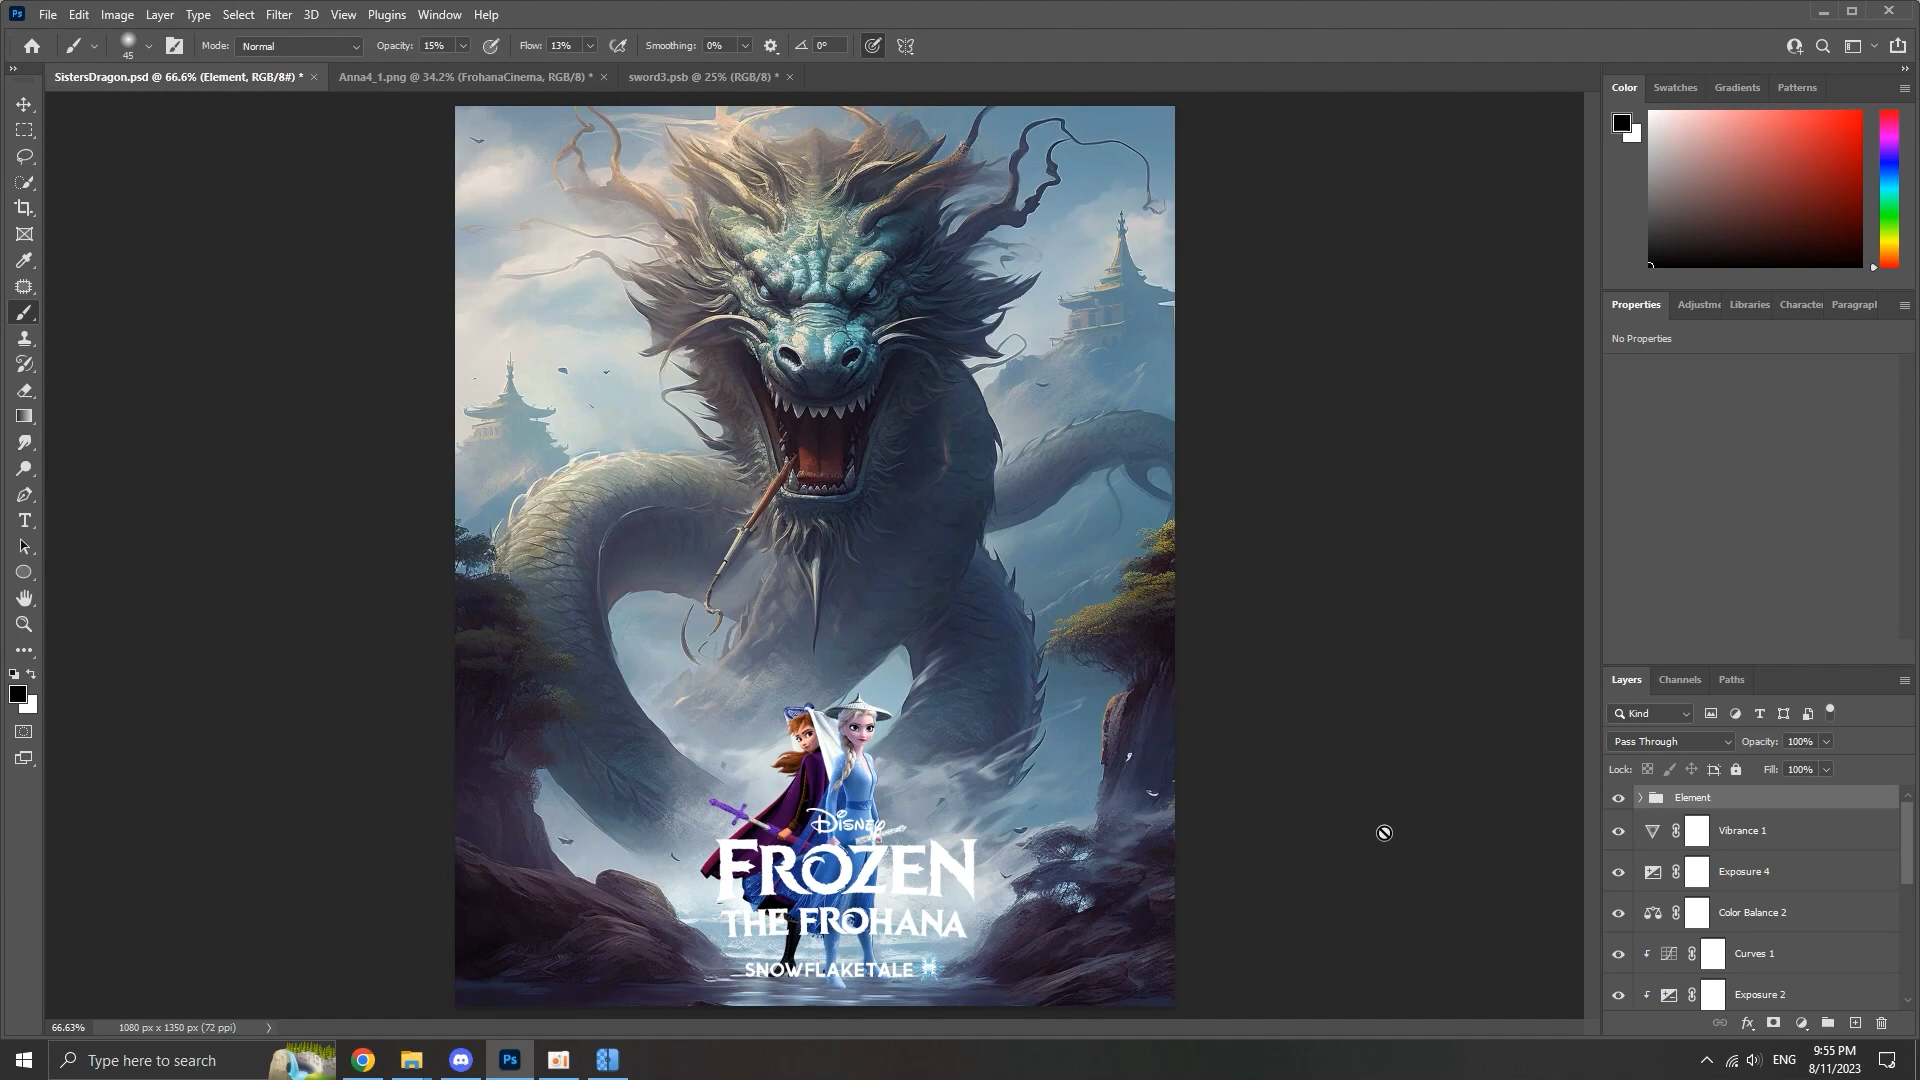 Ps File Edit Image Layer Type Select Filter 3D View Plugins Window Help
45 Mode: Normal Opacity: 15% Flow: 13% Smoothing: 0% 0°
SistersDragon.psd @ 66.6% (Element, RGB/8#) * × Anna4_1.png @ 34.2% (FrohanaCinema, RGB/8) * × sword3.psb @ 25% (RGB/8) * ×
Color Swatches Gradients Patterns
Properties Adjustme Libraries Character Paragrapl
No Properties
Layers Channels Paths
Kind
Pass Through Opacity: 100%
Lock: Fill: 100%
Element
Vibrance 1
Exposure 4
Color Balance 2
Curves 1
Exposure 2
fx
DISNEY
FROZEN
THE FROHANA
SNOWFLAKETALE
66.63% 1080 px x 1350 px (72 ppi)
Type here to search
Ps
ENG
9:55 PM
8/11/2023